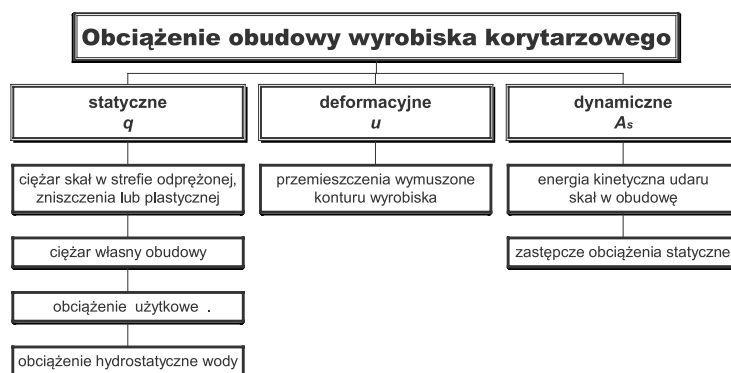 Obciążenie obudowy wyrobiska korytarzowego
statyczne
q
deformacyjne
u
dynamiczne
As
ciężar skał w strefie odprężonej,
zniszczenia lub plastycznej
przemieszczenia wymuszone
konturu wyrobiska
energia kinetyczna udaru
skał w obudowę
ciężar własny obudowy
zastępcze obciążenia statyczne
obciążenie użytkowe .
obciążenie hydrostatyczne wody